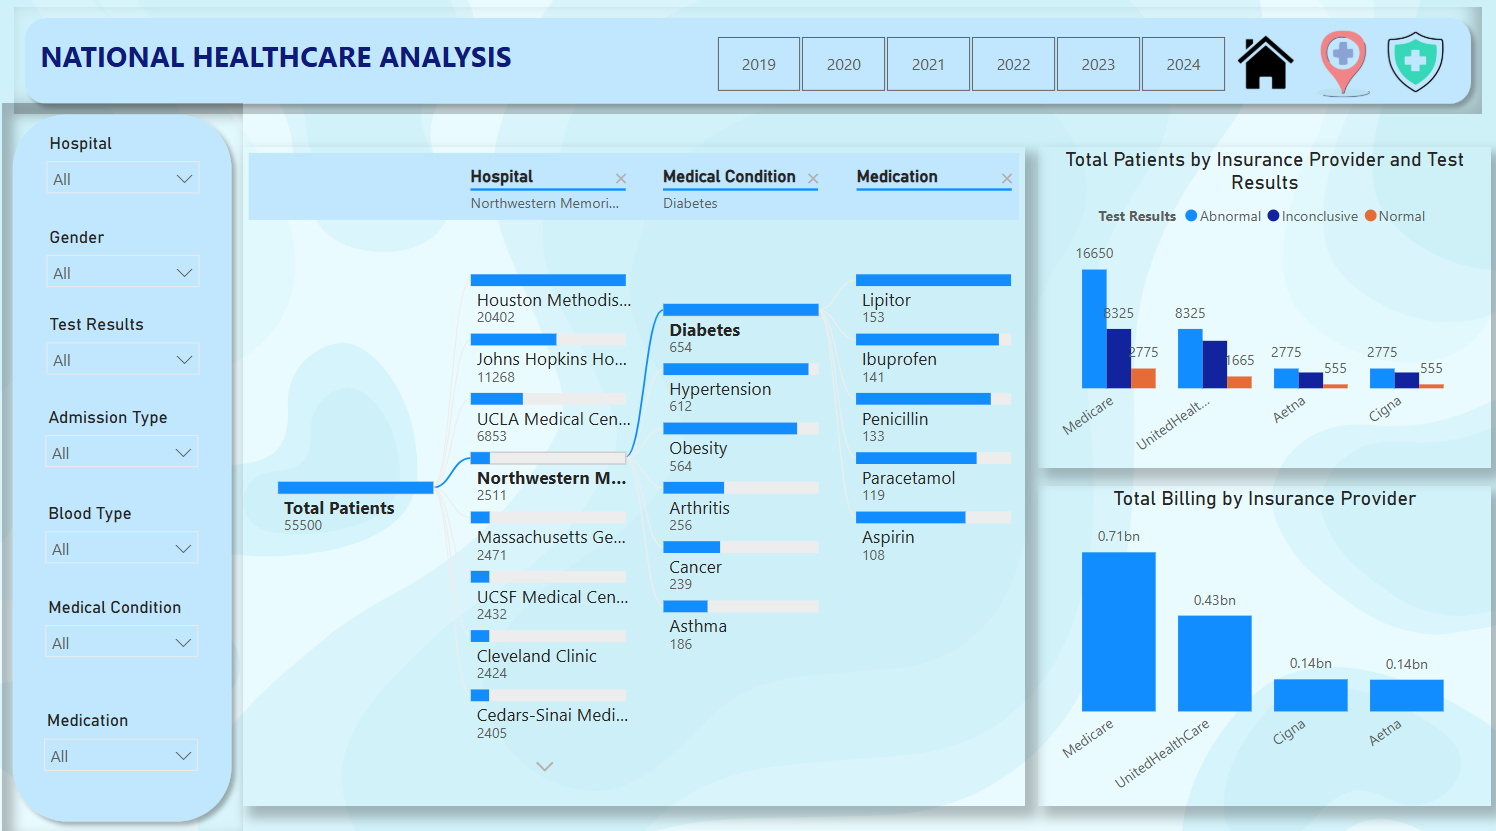 NATIONAL HEALTHCARE ANALYSIS
2019
2020
2021
2022
2023
2024
Hospital
All
Gender
All
Test Results
All
Admission Type
All
Blood Type
All
Medical Condition
All
Medication
All
Hospital
Northwestern Memori...
Medical Condition
Diabetes
Medication
Total Patients
55500
Houston Methodis...
20402
Johns Hopkins Ho...
11268
UCLA Medical Cen...
6853
Northwestern M...
2511
Massachusetts Ge...
2471
UCSF Medical Cen...
2432
Cleveland Clinic
2424
Cedars-Sinai Medi...
2405
Diabetes
654
Hypertension
612
Obesity
564
Arthritis
256
Cancer
239
Asthma
186
Lipitor
153
Ibuprofen
141
Penicillin
133
Paracetamol
119
Aspirin
108
Total Patients by Insurance Provider and Test
Results
Test Results Abnormal Inconclusive Normal
16650
8325
2775
8325
1665
2775
555
2775
555
Medicare
UnitedHealt...
Aetna
Cigna
Total Billing by Insurance Provider
0.71bn
0.43bn
0.14bn
0.14bn
Medicare
UnitedHealthCare
Cigna
Aetna